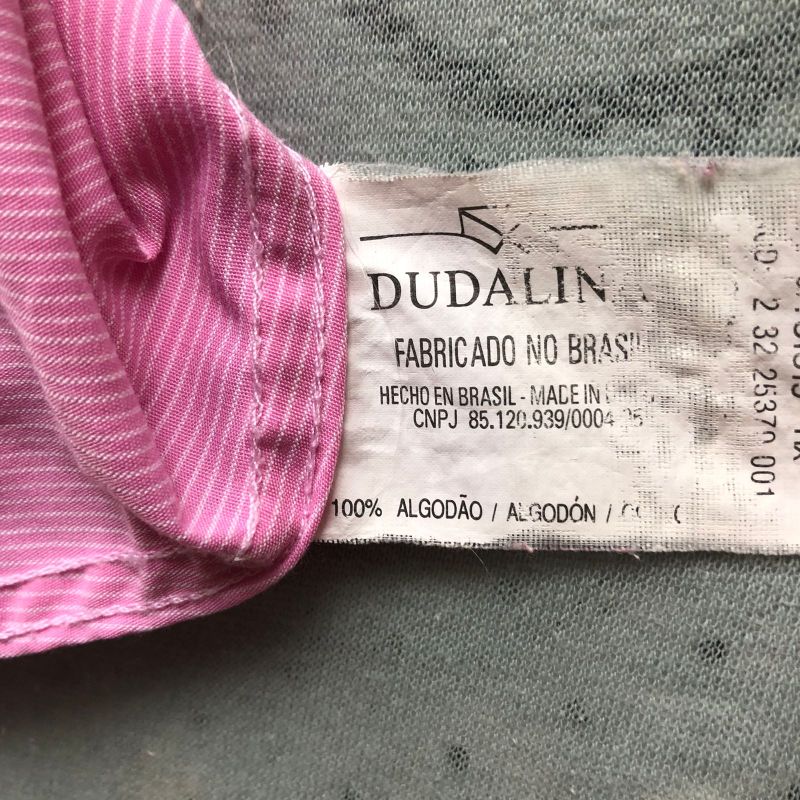 DUDALIN
FABRICADO NO BRASI
HECHO EN BRASIL - MADE IN
CNPJ 85.120.939/0004
100% ALGODÃO / ALGODÓN /
2 32 25370 001